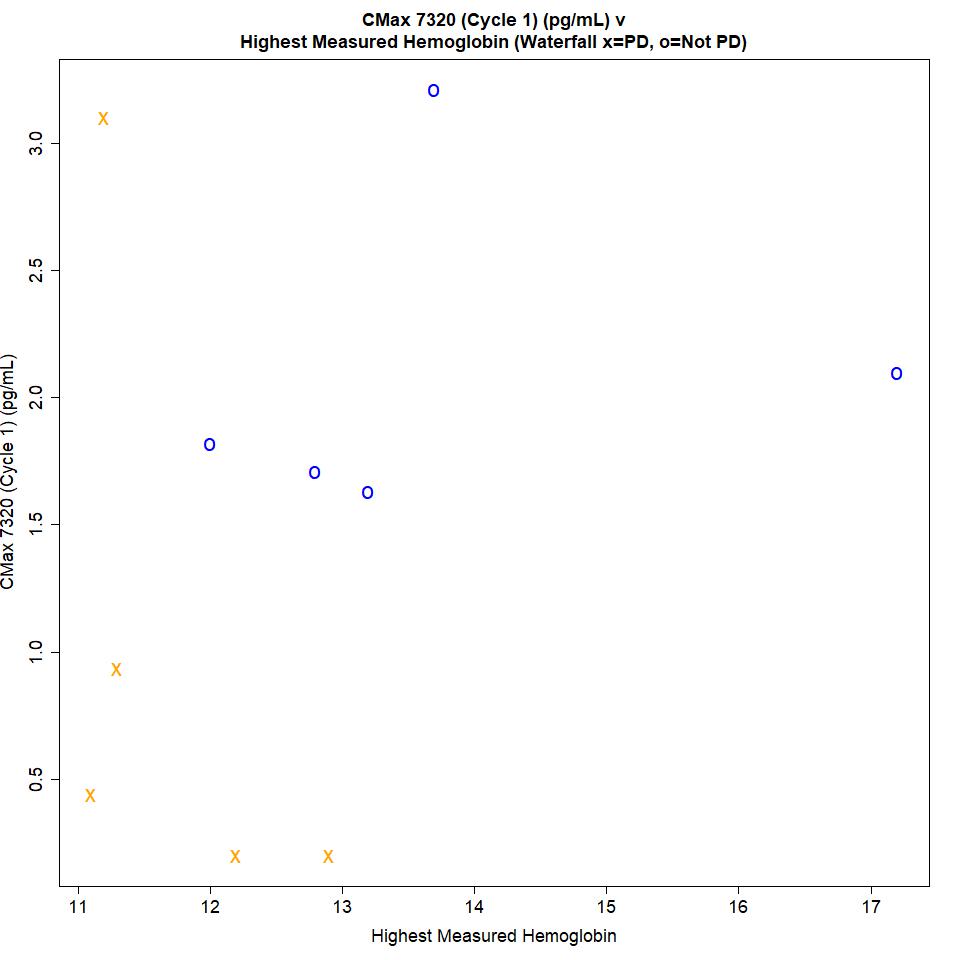 CMax 7320 (Cycle 1) (pg/mL) v
Highest Measured Hemoglobin (Waterfall x=PD, o=Not PD)
CMax 7320 (Cycle 1) (pg/mL)
3.0
2.5
2.0
1.5
1.0
0.5
x
o
o
o
o
o
x
x
x
x
11 12 13 14 15 16 17
Highest Measured Hemoglobin